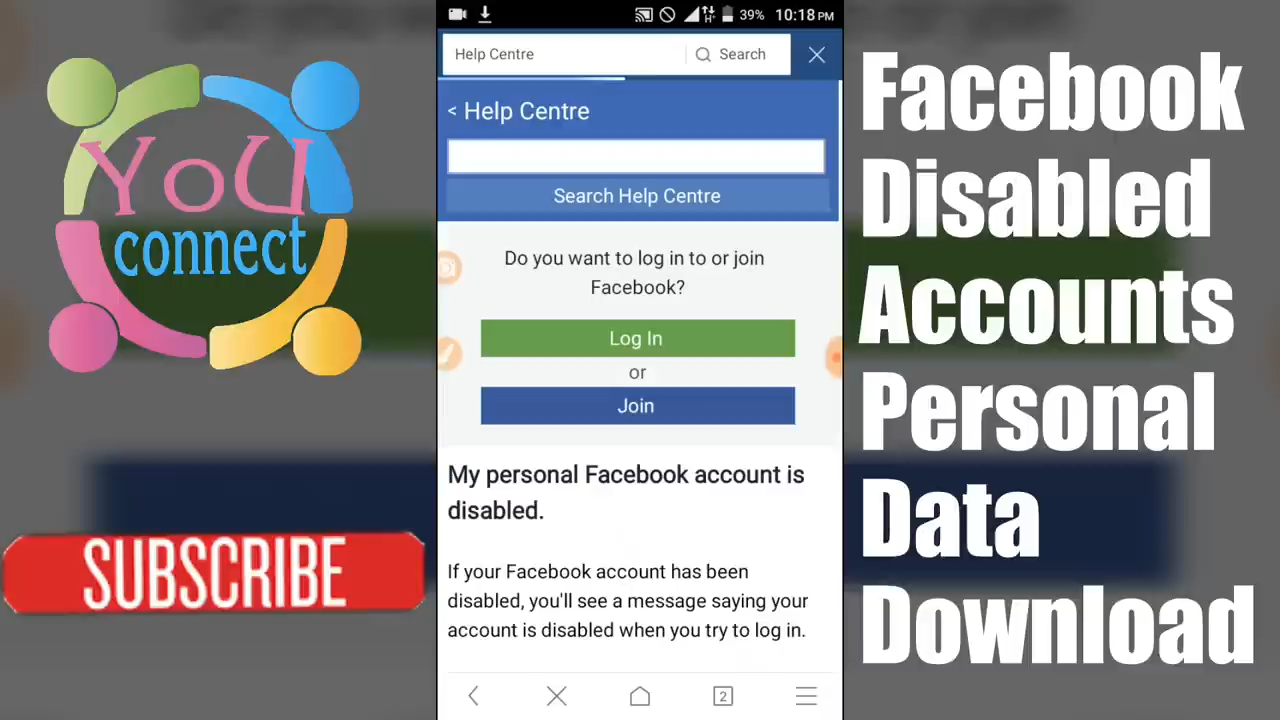 YoU
connect
SUBSCRIBE
H+
39%
10:18 PM
Help Centre
Search
< Help Centre
Search Help Centre
Do you want to log in to or join
Facebook?
Log In
or
Join
My personal Facebook account is
disabled.
If your Facebook account has been
disabled, you'll see a message saying your
account is disabled when you try to log in.
2
Facebook
Disabled
Accounts
Personal
Data
Download